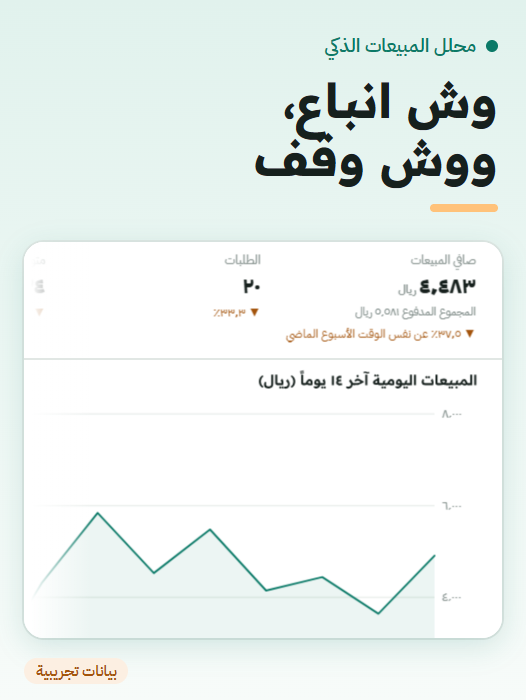 محلل المبيعات الذكي
وش انباع،
ووش وقف
صافي المبيعات
٤,٤٨٣ ريال
المجموع المدفوع ٥,٥٨١ ريال
▼ ٣٧,٥٪ عن نفس الوقت الأسبوع الماضي
الطلبات
٢٠
▼ ٣٣,٣٪
المبيعات اليومية آخر ١٤ يوماً (ريال)
٨,٠٠٠
٦,٠٠٠
٤,٠٠٠
بيانات تجريبية